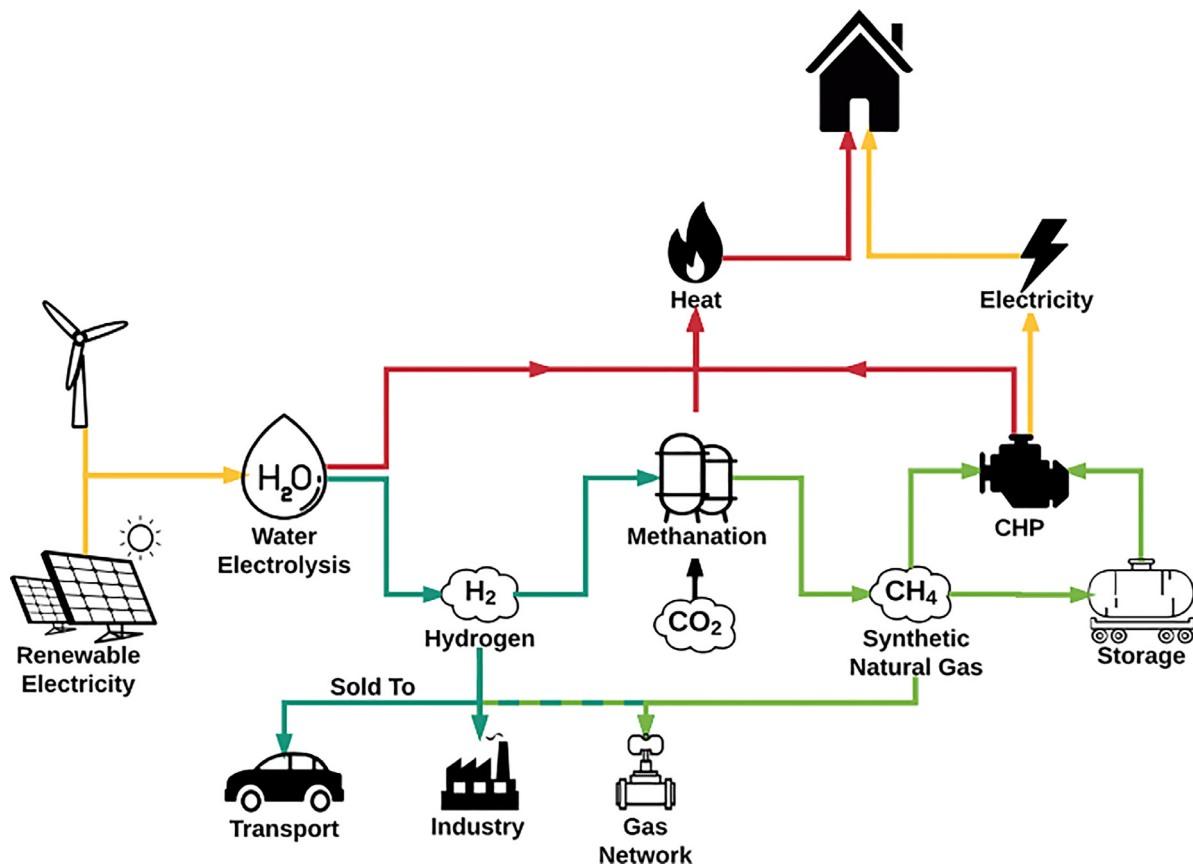 Heat
Electricity
H₂O
Water
Electrolysis
Methanation
CHP
H₂
Hydrogen
CO₂
CH₄
Synthetic
Natural Gas
Storage
Renewable
Electricity
Sold To
Transport
Industry
Gas
Network